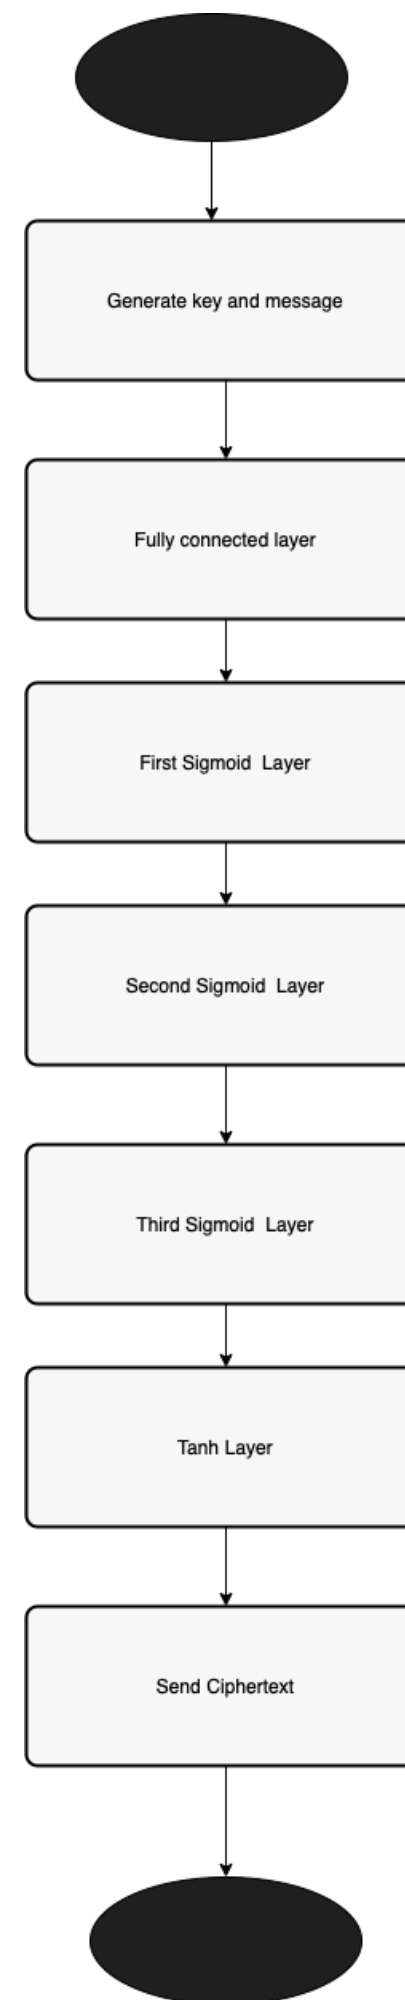 Generate key and message
Fully connected layer
First Sigmoid  Layer
Second Sigmoid  Layer
Third Sigmoid  Layer
Tanh Layer
Send Ciphertext